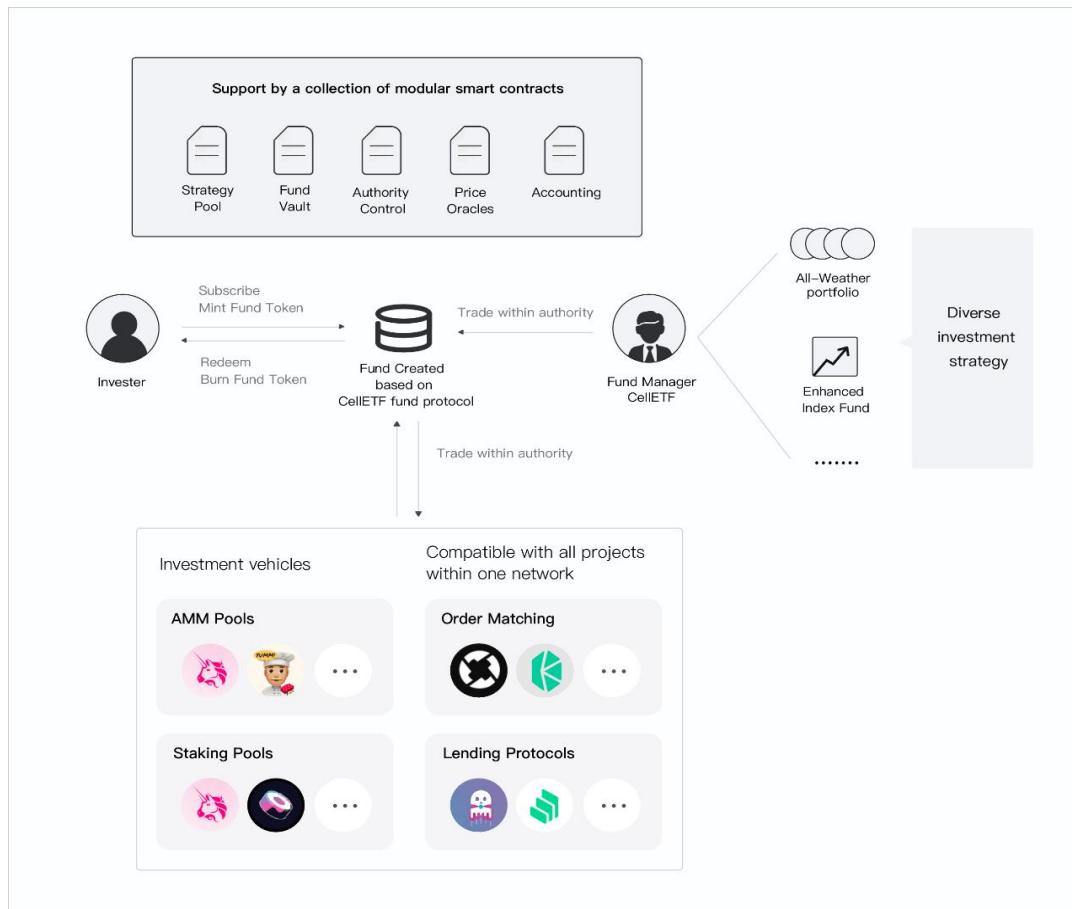 Support by a collection of modular smart contracts
Strategy
Pool
Fund
Vault
Authority
Control
Price
Oracles
Accounting
Subscribe
Mint Fund Token
Redeem
Burn Fund Token
Invester
Fund Created
based on
CellETF fund protocol
Trade within authority
Fund Manager
CellETF
All-Weather
portfolio
Enhanced
Index Fund
.......
Diverse
investment
strategy
Trade within authority
Investment vehicles
Compatible with all projects
within one network
AMM Pools
YUMMI
...
Order Matching
...
Staking Pools
...
Lending Protocols
...